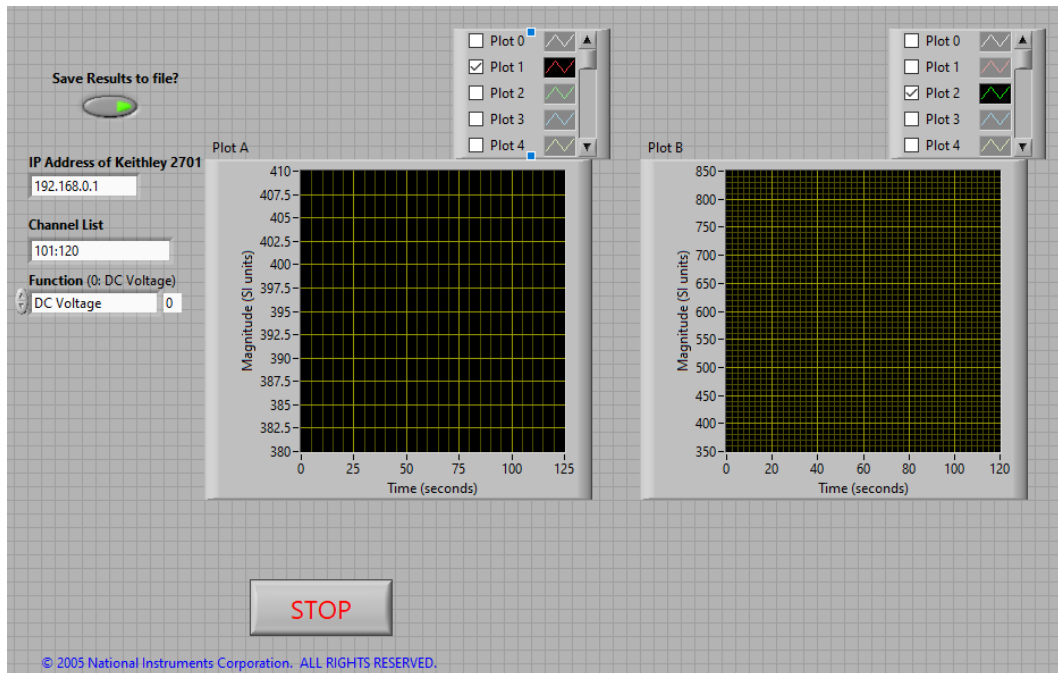 Save Results to file?
IP Address of Keithley 2701
192.168.0.1
Channel List
101:120
Function (0: DC Voltage)
DC Voltage 0
Plot 0
Plot 1
Plot 2
Plot 3
Plot 4
Plot A
410
407.5
405
402.5
400
397.5
395
392.5
390
387.5
385
382.5
380
Magnitude (SI units)
0 25 50 75 100 125
Time (seconds)
Plot 0
Plot 1
Plot 2
Plot 3
Plot 4
Plot B
850
800
750
700
650
600
550
500
450
400
350
Magnitude (SI units)
0 20 40 60 80 100 120
Time (seconds)
STOP
© 2005 National Instruments Corporation. ALL RIGHTS RESERVED.